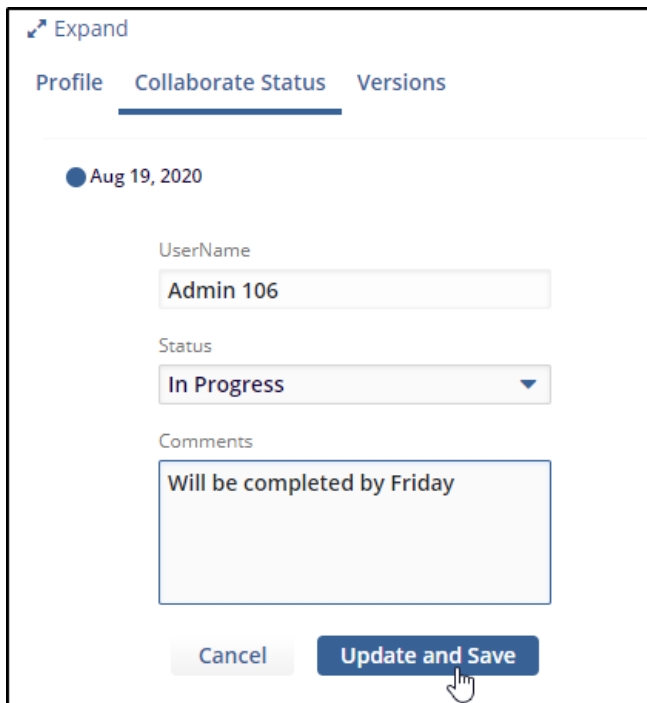 Expand
Profile Collaborate Status Versions
Aug 19, 2020
UserName
Admin 106
Status
In Progress
Comments
Will be completed by Friday
Cancel Update and Save